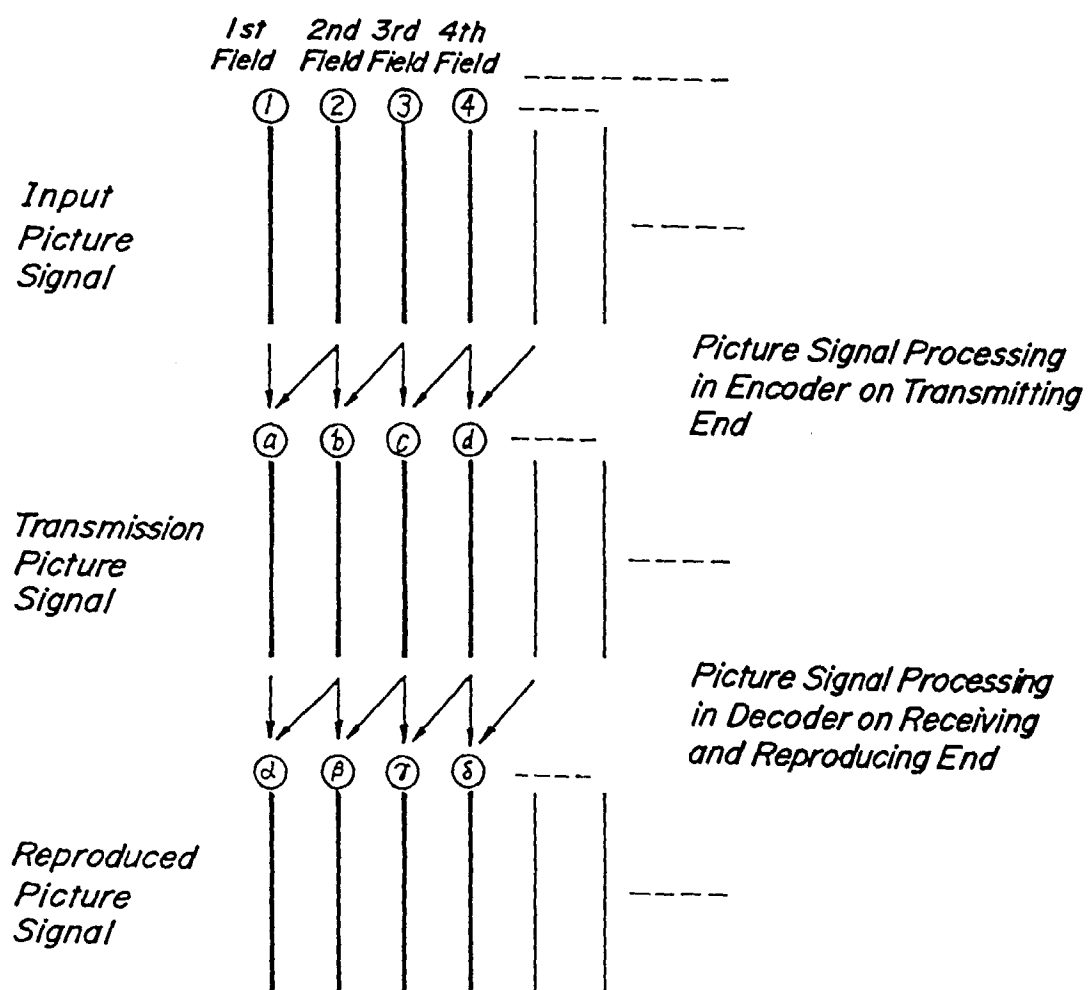 1st 2nd 3rd 4th
Field Field Field Field
① ② ③ ④
Input
Picture
Signal
Picture Signal Processing
in Encoder on Transmitting
End
ⓐ ⓑ ⓒ ⓓ
Transmission
Picture
Signal
Picture Signal Processing
in Decoder on Receiving
and Reproducing End
α β γ δ
Reproduced
Picture
Signal